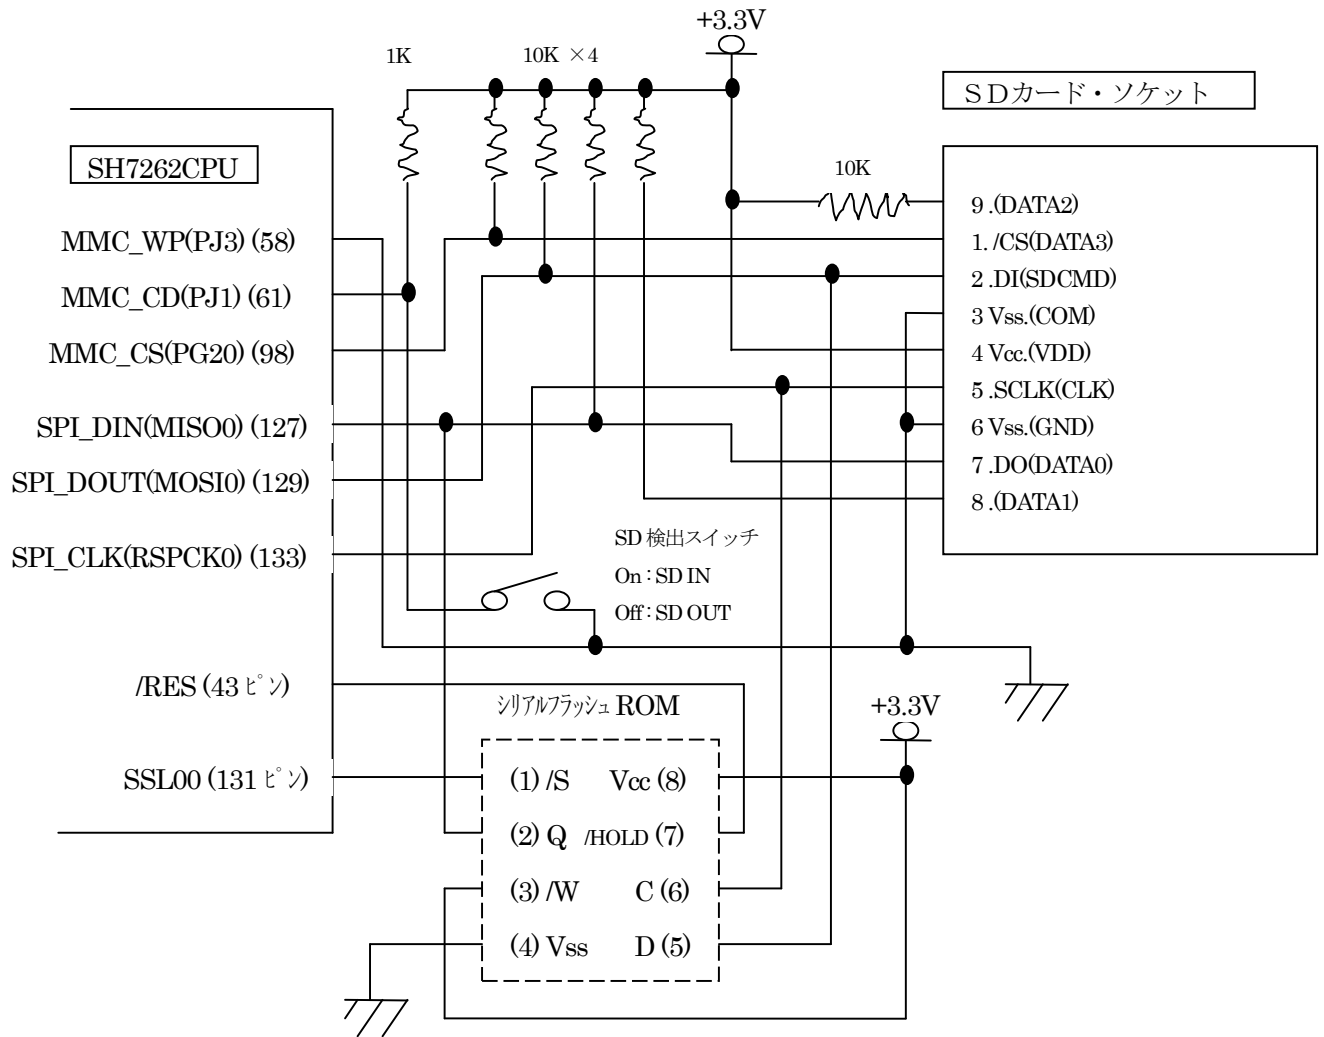 +3.3V
1K
10K ×4
SDカード・ソケット
SH7262CPU
10K
MMC_WP(PJ3) (58)
MMC_CD(PJ1) (61)
MMC_CS(PG20) (98)
SPI_DIN(MISO0) (127)
SPI_DOUT(MOSI0) (129)
SPI_CLK(RSPCK0) (133)
9.(DATA2)
1. /CS(DATA3)
2.DI(SDCMD)
3 Vss.(COM)
4 Vcc.(VDD)
5.SCLK(CLK)
6 Vss.(GND)
7.DO(DATA0)
8.(DATA1)
SD 検出スイッチ
On : SD IN
Off : SD OUT
/RES (43 ﾋﾟﾝ)
SSL00 (131 ﾋﾟﾝ)
ｼﾘｱﾙﾌﾗｯｼｭ ROM
+3.3V
(1) /S Vcc (8)
(2) Q /HOLD (7)
(3) /W C (6)
(4) Vss D (5)